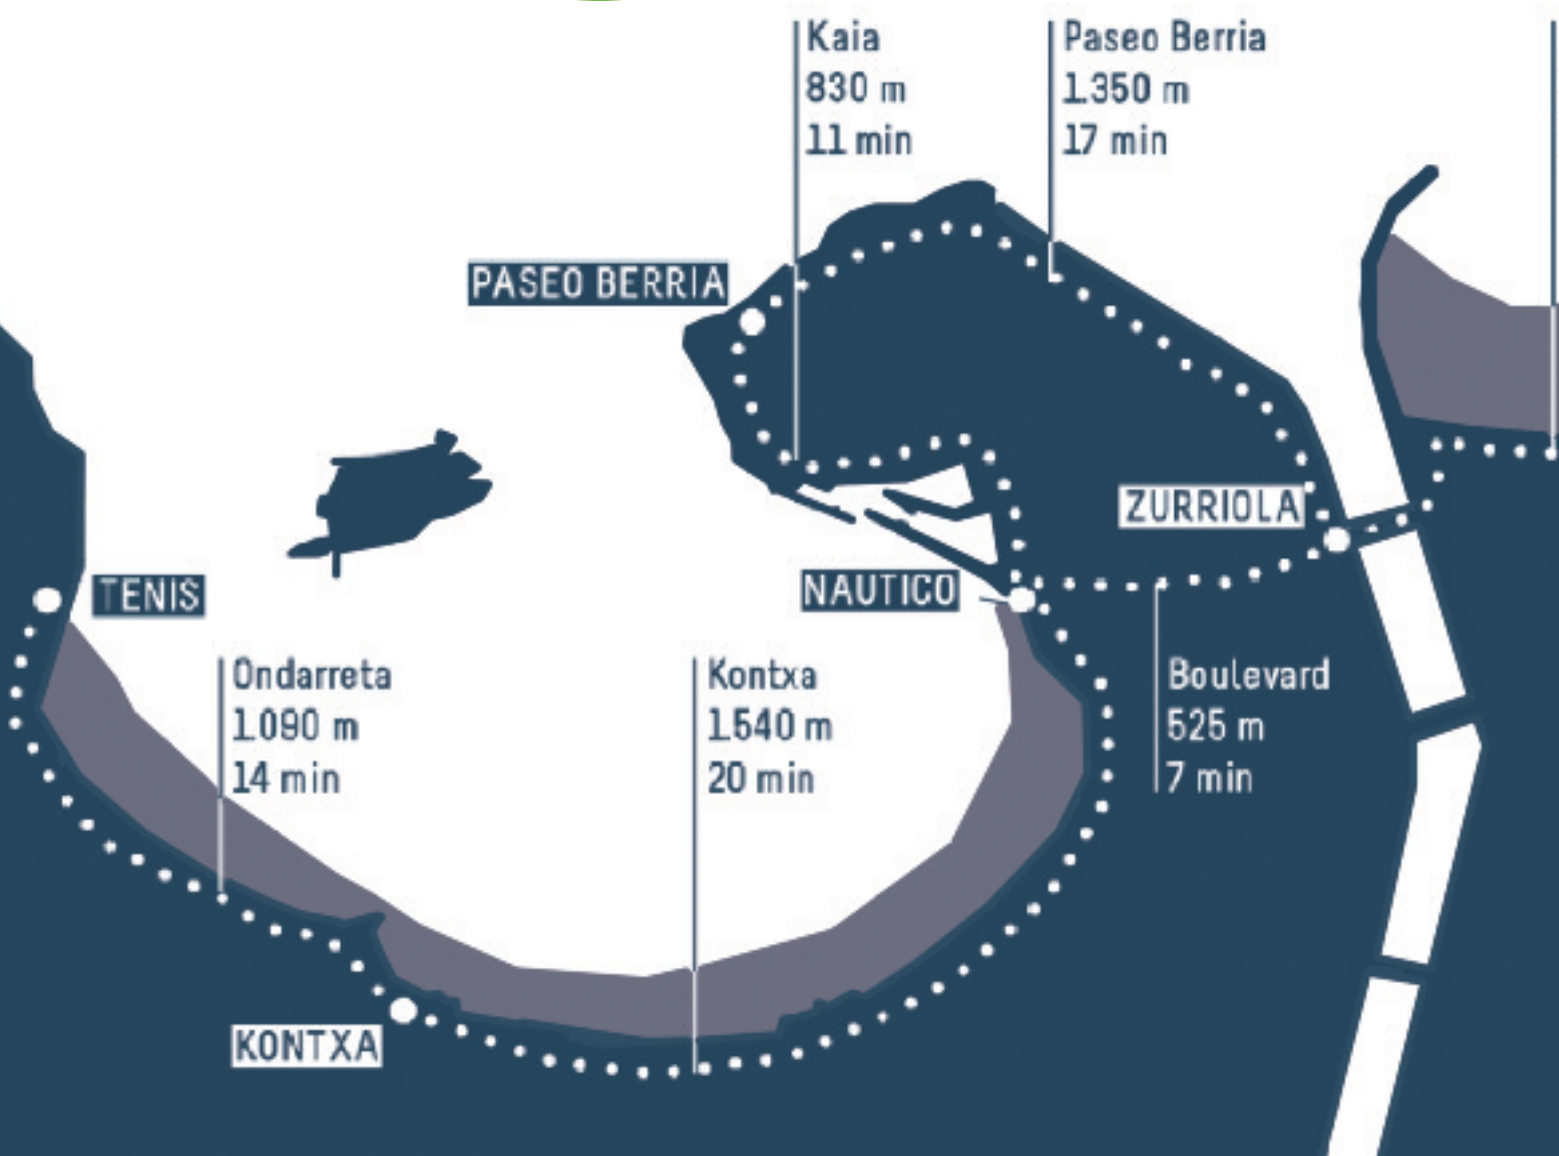 Kaia
830 m
11 min
Paseo Berria
1.350 m
17 min
PASEO BERRIA
ZURRIOLA
TENIS
NAUTICO
Ondarreta
1.090 m
14 min
Kontxa
1.540 m
20 min
Boulevard
525 m
7 min
KONTXA